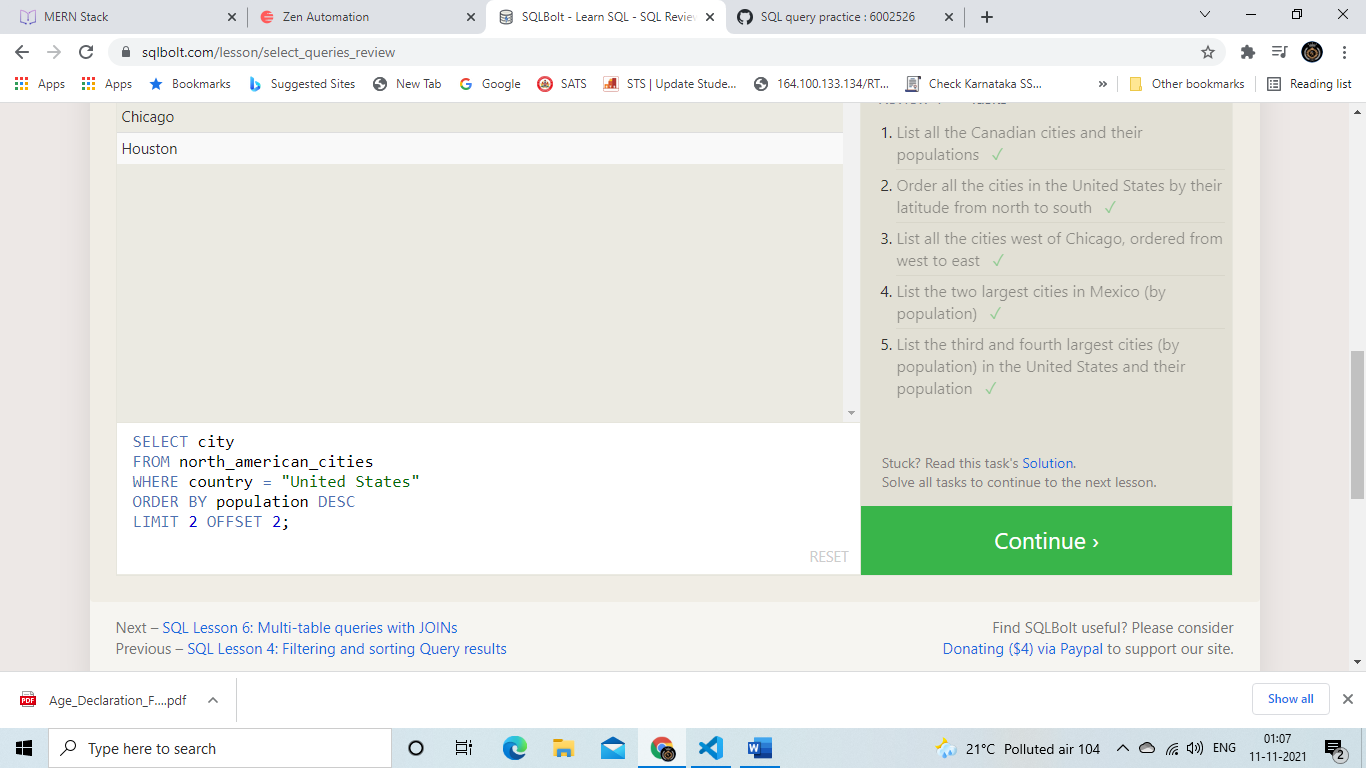 MERN Stack
Zen Automation
SQLBolt - Learn SQL - SQL Review
SQL query practice : 6002526
sqlbolt.com/lesson/select_queries_review
Apps
Apps
Bookmarks
Suggested Sites
New Tab
Google
SATS
STS | Update Stude...
164.100.133.134/RT...
Check Karnataka SS...
»
Other bookmarks
Reading list
Chicago
Houston
1. List all the Canadian cities and their
populations ✓
2. Order all the cities in the United States by their
latitude from north to south ✓
3. List all the cities west of Chicago, ordered from
west to east ✓
4. List the two largest cities in Mexico (by
population) ✓
5. List the third and fourth largest cities (by
population) in the United States and their
population ✓
SELECT city
FROM north_american_cities
WHERE country = "United States"
ORDER BY population DESC
LIMIT 2 OFFSET 2;
RESET
Stuck? Read this task's Solution.
Solve all tasks to continue to the next lesson.
Continue ›
Next – SQL Lesson 6: Multi-table queries with JOINs
Previous – SQL Lesson 4: Filtering and sorting Query results
Find SQLBolt useful? Please consider
Donating ($4) via Paypal to support our site.
PDF
Age_Declaration_F....pdf
Show all
Type here to search
21°C Polluted air 104
ENG
01:07
11-11-2021
2